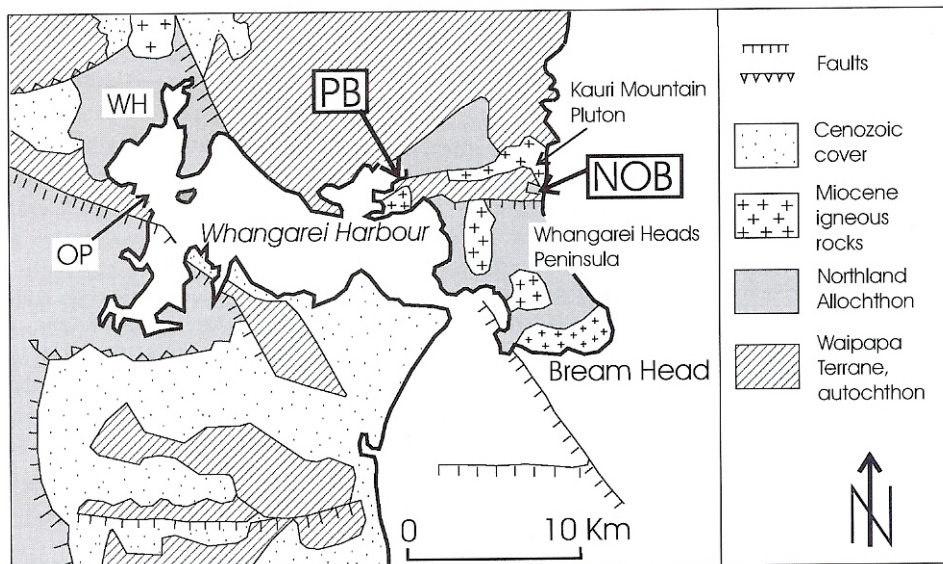 WH
PB
Kauri Mountain
Pluton
NOB
OP
Whangarei Harbour
Whangarei Heads
Peninsula
Bream Head
0 10 Km
Faults
Cenozoic
cover
Miocene
igneous
rocks
Northland
Allochthon
Waipapa
Terrane,
autochthon
N